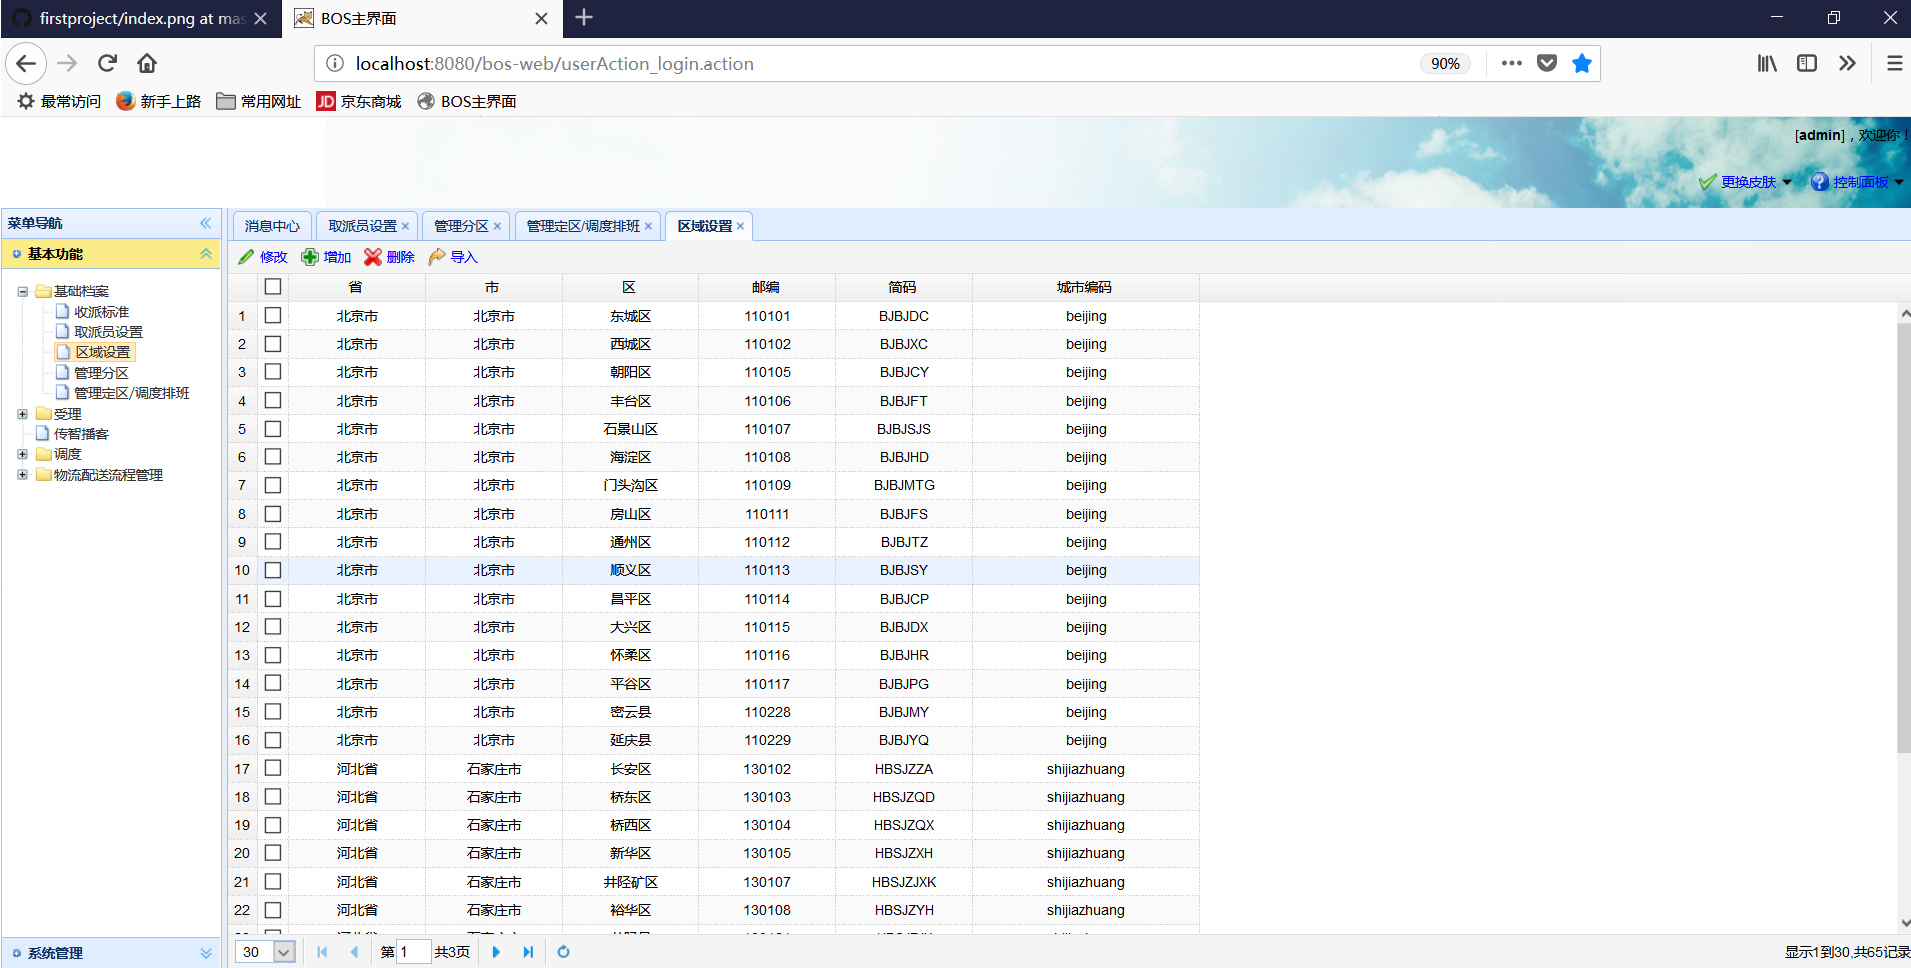 firstproject/index.png at mas
BOS主界面
localhost:8080/bos-web/userAction_login.action
90%
最常访问 新手上路 常用网址 JD 京东商城 BOS主界面
[admin]，欢迎你！
更换皮肤 控制面板
菜单导航
基本功能
基础档案
收派标准
取派员设置
区域设置
管理分区
管理定区/调度排班
受理
传智播客
调度
物流配送流程管理
系统管理
消息中心 取派员设置 管理分区 管理定区/调度排班 区域设置
修改 增加 删除 导入
省 市 区 邮编 简码 城市编码
1 北京市 北京市 东城区 110101 BJBJDC beijing
2 北京市 北京市 西城区 110102 BJBJXC beijing
3 北京市 北京市 朝阳区 110105 BJBJCY beijing
4 北京市 北京市 丰台区 110106 BJBJFT beijing
5 北京市 北京市 石景山区 110107 BJBJSJS beijing
6 北京市 北京市 海淀区 110108 BJBJHD beijing
7 北京市 北京市 门头沟区 110109 BJBJMTG beijing
8 北京市 北京市 房山区 110111 BJBJFS beijing
9 北京市 北京市 通州区 110112 BJBJTZ beijing
10 北京市 北京市 顺义区 110113 BJBJSY beijing
11 北京市 北京市 昌平区 110114 BJBJCP beijing
12 北京市 北京市 大兴区 110115 BJBJDX beijing
13 北京市 北京市 怀柔区 110116 BJBJHR beijing
14 北京市 北京市 平谷区 110117 BJBJPG beijing
15 北京市 北京市 密云县 110228 BJBJMY beijing
16 北京市 北京市 延庆县 110229 BJBJYQ beijing
17 河北省 石家庄市 长安区 130102 HBSJZZA shijiazhuang
18 河北省 石家庄市 桥东区 130103 HBSJZQD shijiazhuang
19 河北省 石家庄市 桥西区 130104 HBSJZQX shijiazhuang
20 河北省 石家庄市 新华区 130105 HBSJZXH shijiazhuang
21 河北省 石家庄市 井陉矿区 130107 HBSJZJXK shijiazhuang
22 河北省 石家庄市 裕华区 130108 HBSJZYH shijiazhuang
30 第 1 共3页
显示1到30,共65记录